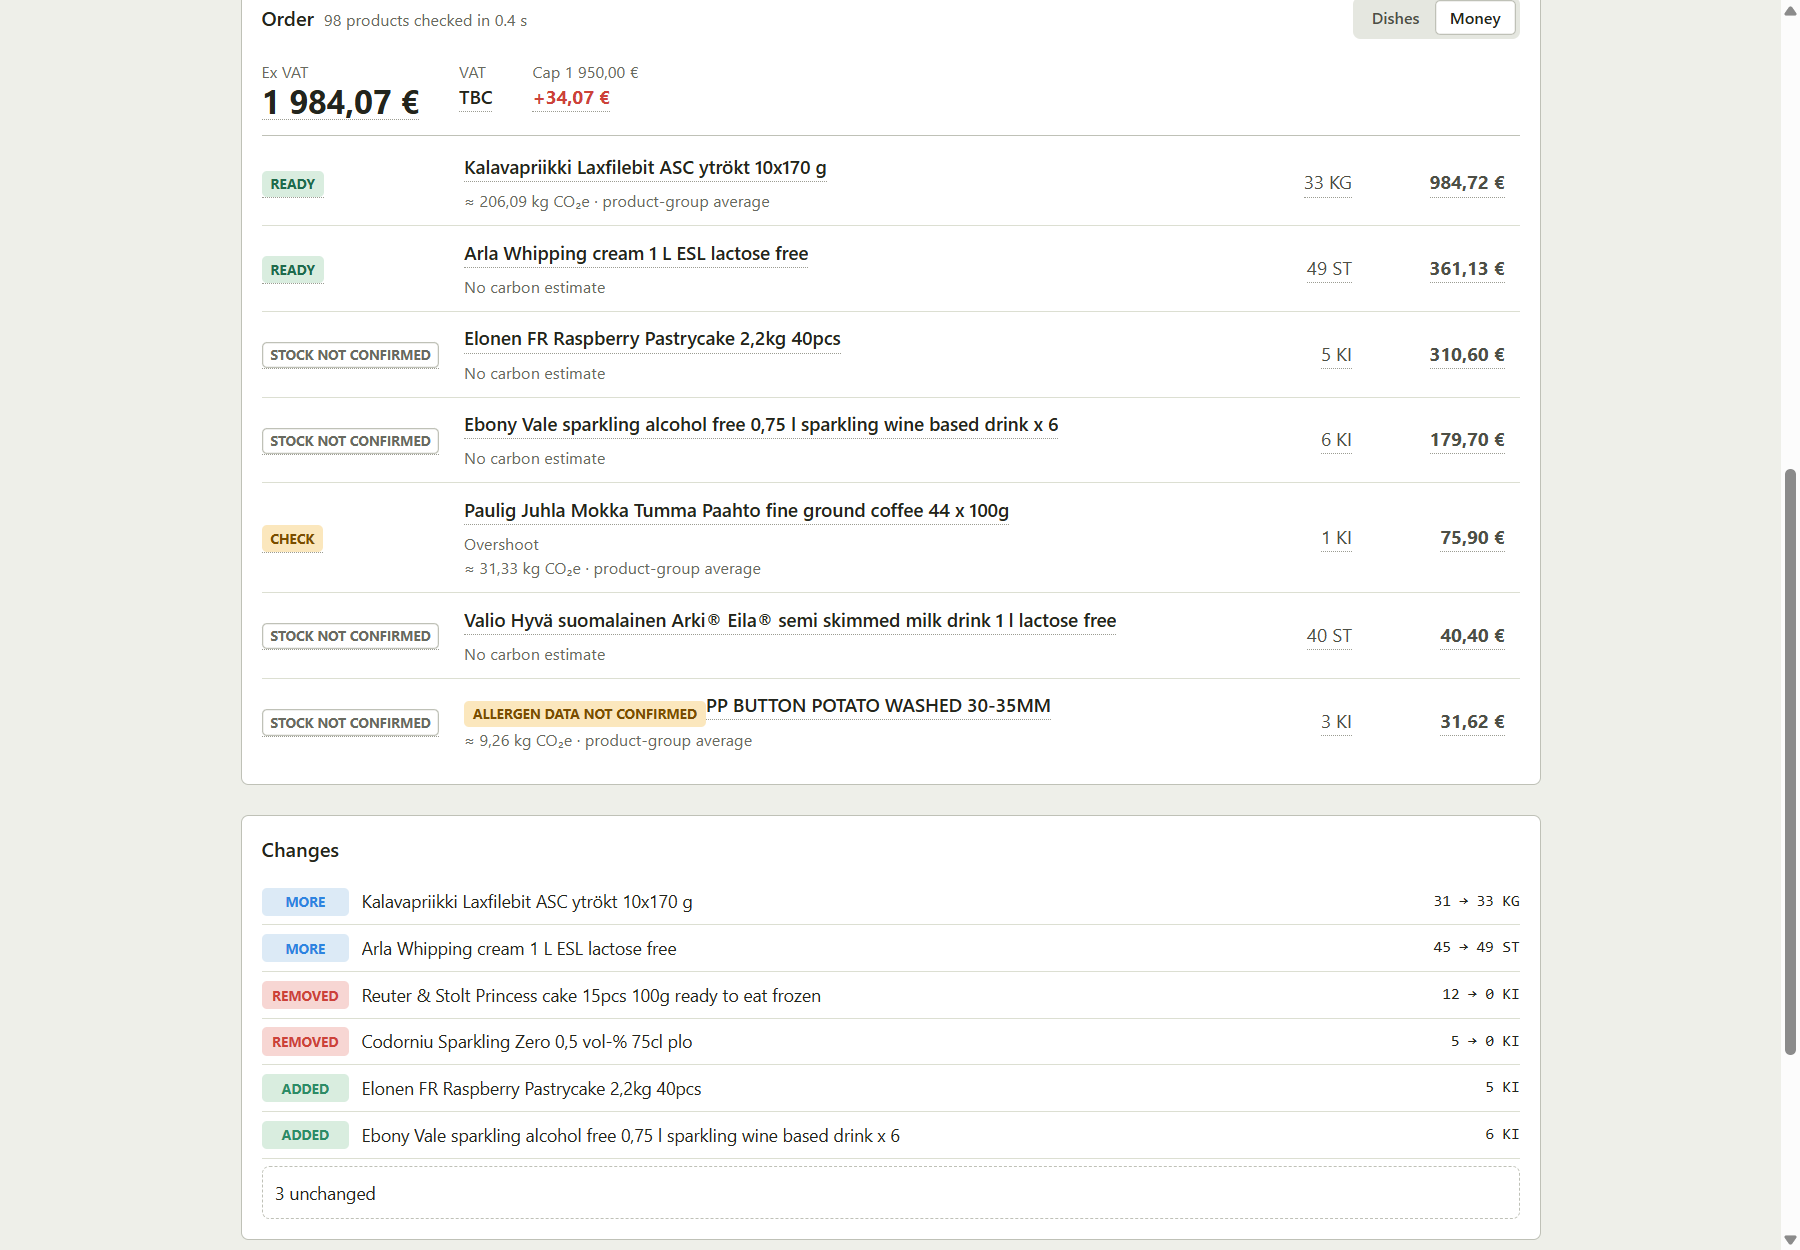 Order 98 products checked in 0.4 s
Dishes Money
Ex VAT VAT Cap 1 950,00 €
1 984,07 € TBC +34,07 €
READY Kalavapriikki Laxfilebit ASC ytrökt 10x170 g 33 KG 984,72 €
≈ 206,09 kg CO₂e · product-group average
READY Arla Whipping cream 1 L ESL lactose free 49 ST 361,13 €
No carbon estimate
STOCK NOT CONFIRMED Elonen FR Raspberry Pastrycake 2,2kg 40pcs 5 KI 310,60 €
No carbon estimate
STOCK NOT CONFIRMED Ebony Vale sparkling alcohol free 0,75 l sparkling wine based drink x 6 6 KI 179,70 €
No carbon estimate
CHECK Paulig Juhla Mokka Tumma Paahto fine ground coffee 44 x 100g 1 KI 75,90 €
Overshoot
≈ 31,33 kg CO₂e · product-group average
STOCK NOT CONFIRMED Valio Hyvä suomalainen Arki® Eila® semi skimmed milk drink 1 l lactose free 40 ST 40,40 €
No carbon estimate
STOCK NOT CONFIRMED ALLERGEN DATA NOT CONFIRMED PP BUTTON POTATO WASHED 30-35MM 3 KI 31,62 €
≈ 9,26 kg CO₂e · product-group average
Changes
MORE Kalavapriikki Laxfilebit ASC ytrökt 10x170 g 31 → 33 KG
MORE Arla Whipping cream 1 L ESL lactose free 45 → 49 ST
REMOVED Reuter & Stolt Princess cake 15pcs 100g ready to eat frozen 12 → 0 KI
REMOVED Codorniu Sparkling Zero 0,5 vol-% 75cl plo 5 → 0 KI
ADDED Elonen FR Raspberry Pastrycake 2,2kg 40pcs 5 KI
ADDED Ebony Vale sparkling alcohol free 0,75 l sparkling wine based drink x 6 6 KI
3 unchanged